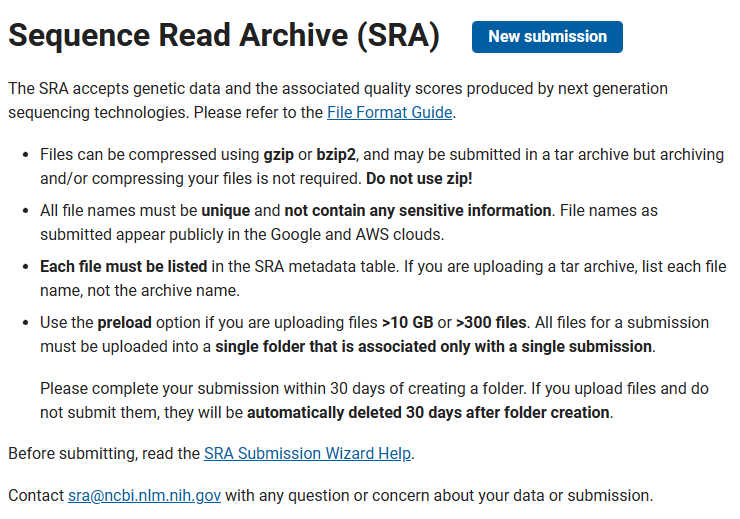 Sequence Read Archive (SRA)
New submission
The SRA accepts genetic data and the associated quality scores produced by next generation
sequencing technologies. Please refer to the File Format Guide.
• Files can be compressed using gzip or bzip2, and may be submitted in a tar archive but archiving
and/or compressing your files is not required. Do not use zip!
• All file names must be unique and not contain any sensitive information. File names as
submitted appear publicly in the Google and AWS clouds.
• Each file must be listed in the SRA metadata table. If you are uploading a tar archive, list each file
name, not the archive name.
• Use the preload option if you are uploading files >10 GB or >300 files. All files for a submission
must be uploaded into a single folder that is associated only with a single submission.
Please complete your submission within 30 days of creating a folder. If you upload files and do
not submit them, they will be automatically deleted 30 days after folder creation.
Before submitting, read the SRA Submission Wizard Help.
Contact sra@ncbi.nlm.nih.gov with any question or concern about your data or submission.